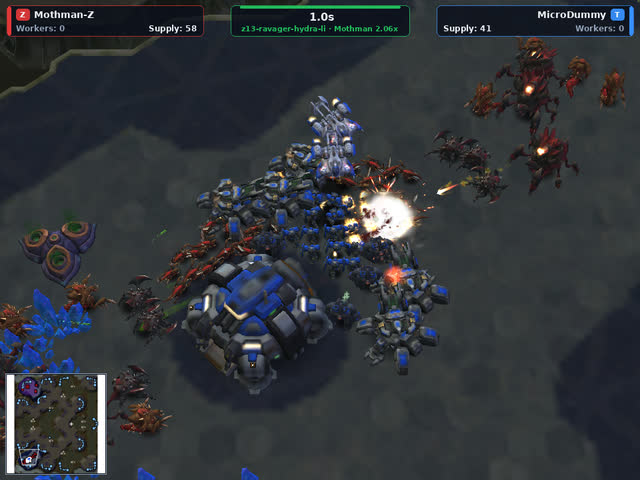 Z Mothman-Z
Workers: 0 Supply: 58
1.0s
z13-ravager-hydra-li · Mothman 2.06x
MicroDummy T
Supply: 41 Workers: 0